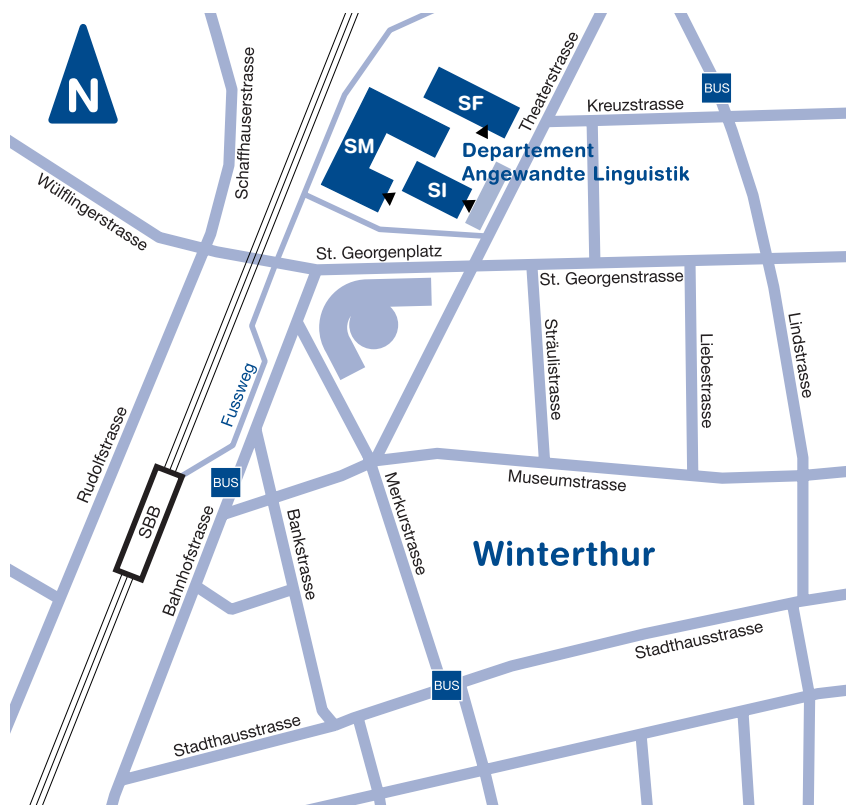 N
SF
SM
SI
Departement
Angewandte Linguistik
Theaterstrasse
Kreuzstrasse
BUS
Schaffhauserstrasse
Wülflingerstrasse
St. Georgenplatz
St. Georgenstrasse
Sträulistrasse
Liebestrasse
Lindstrasse
Fussweg
Rudolfstrasse
BUS
SBB
Bahnhofstrasse
Bankstrasse
Merkurstrasse
Museumstrasse
Winterthur
Stadthausstrasse
BUS
Stadthausstrasse